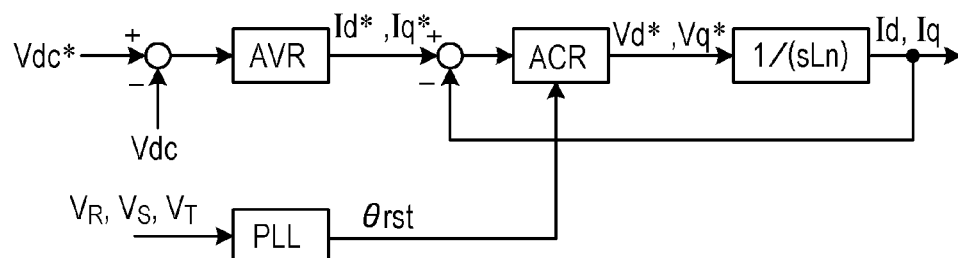 Vdc*
+
−
Vdc
AVR
Id* ,Iq*
+
−
ACR
Vd* ,Vq*
1/(sLn)
Id, Iq
VR, VS, VT
PLL
θrst